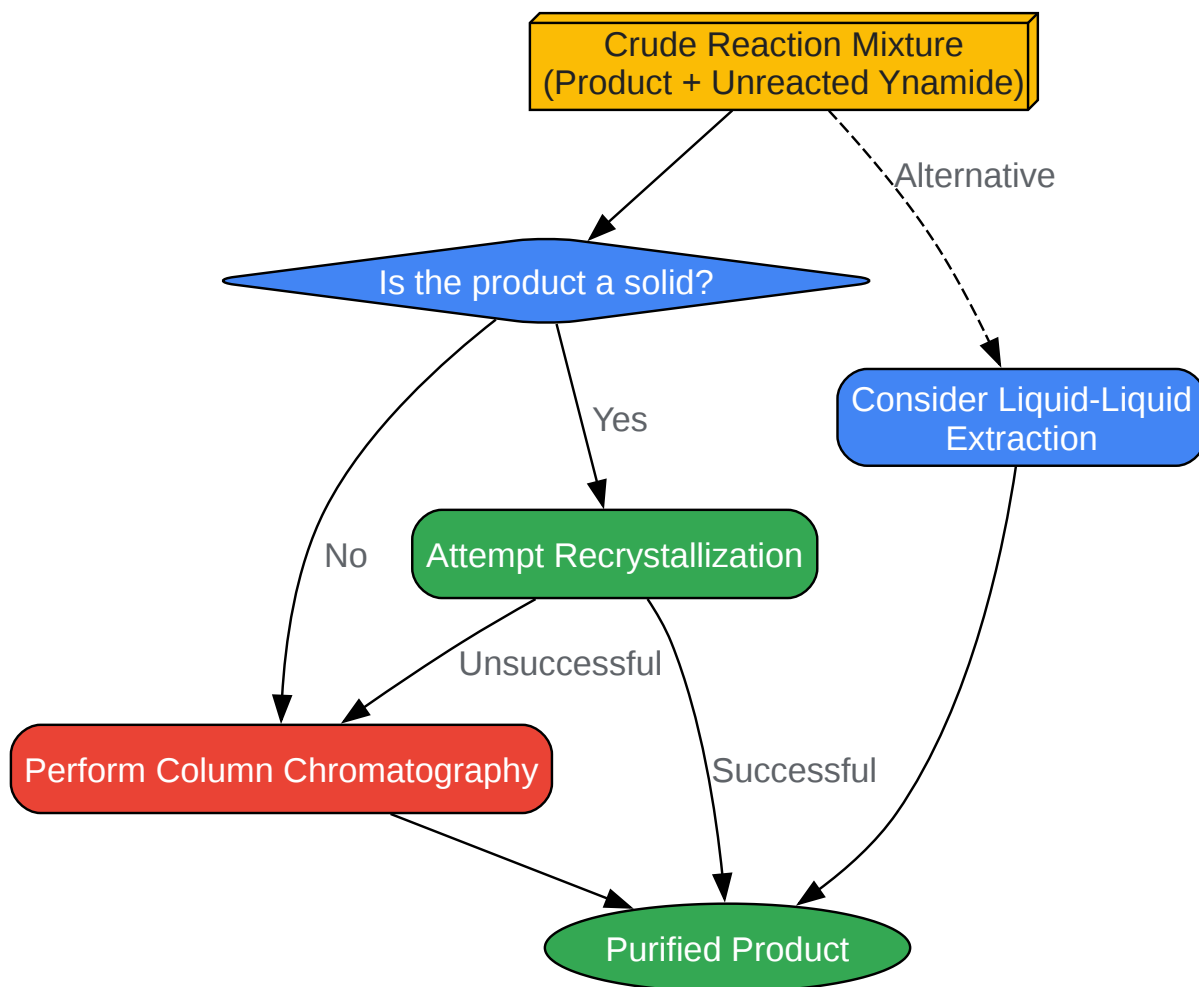 Crude Reaction Mixture
(Product + Unreacted Ynamide)
Alternative
Is the product a solid?
Consider Liquid-Liquid
Extraction
Yes
No
Attempt Recrystallization
Unsuccessful
Perform Column Chromatography
Successful
Purified Product